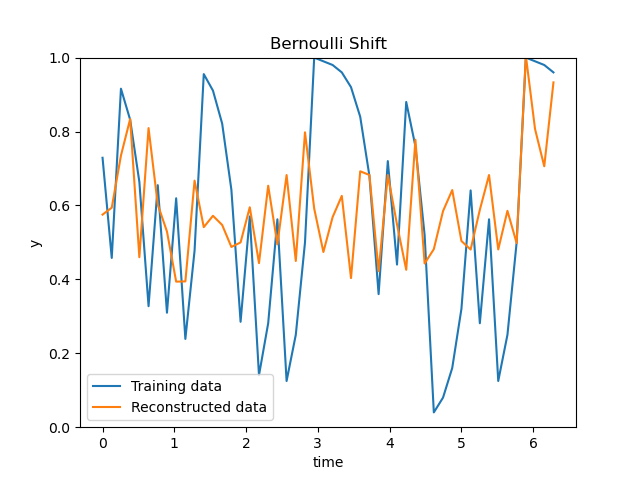 Bernoulli Shift
1.0
0.8
0.6
0.4
0.2
0.0
y
Training data
Reconstructed data
0 1 2 3 4 5 6
time